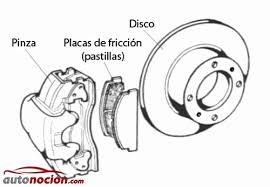 Disco
Placas de fricción
(pastillas)
Pinza
autonocion.com